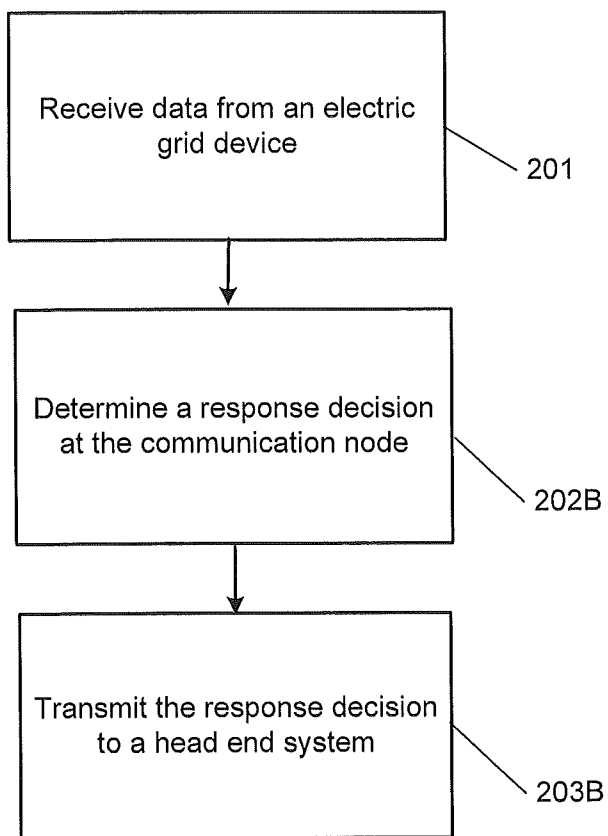 Receive data from an electric
grid device
201
Determine a response decision
at the communication node
202B
Transmit the response decision
to a head end system
203B